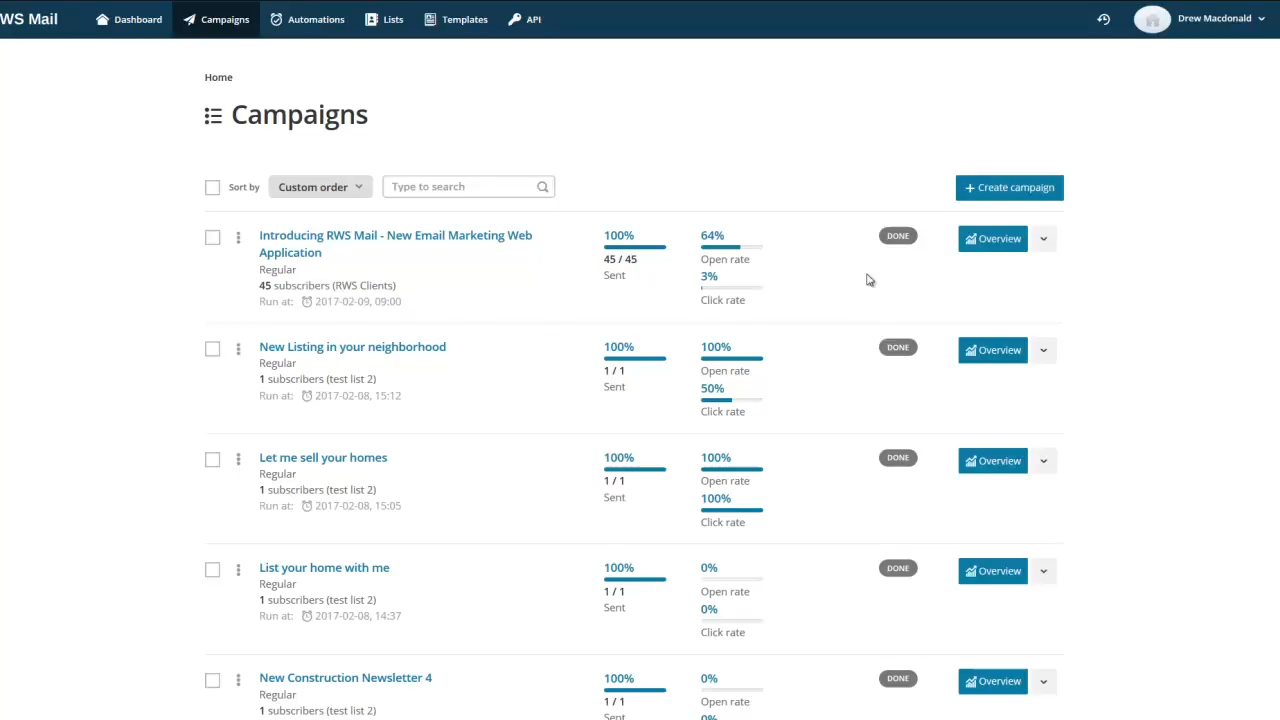 WS Mail
Dashboard
Campaigns
Automations
Lists
Templates
API
Drew Macdonald
Home
Campaigns
Sort by
Custom order
Type to search
+ Create campaign
Introducing RWS Mail - New Email Marketing Web
Application
Regular
45 subscribers (RWS Clients)
Run at: 2017-02-09, 09:00
100%
45 / 45
Sent
64%
Open rate
3%
Click rate
DONE
Overview
New Listing in your neighborhood
Regular
1 subscribers (test list 2)
Run at: 2017-02-08, 15:12
100%
1 / 1
Sent
100%
Open rate
50%
Click rate
DONE
Overview
Let me sell your homes
Regular
1 subscribers (test list 2)
Run at: 2017-02-08, 15:05
100%
1 / 1
Sent
100%
Open rate
100%
Click rate
DONE
Overview
List your home with me
Regular
1 subscribers (test list 2)
Run at: 2017-02-08, 14:37
100%
1 / 1
Sent
0%
Open rate
0%
Click rate
DONE
Overview
New Construction Newsletter 4
Regular
1 subscribers (test list 2)
100%
1 / 1
Sent
0%
Open rate
0%
DONE
Overview